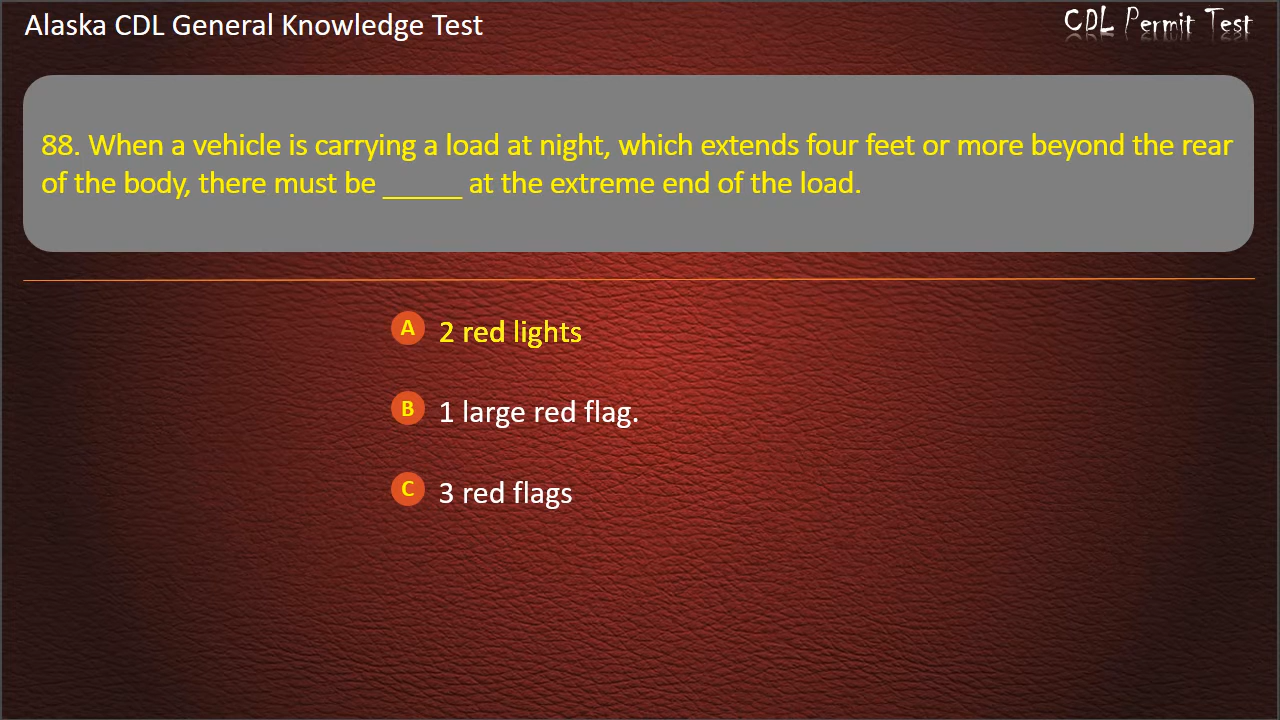 Alaska CDL General Knowledge Test
CDL Permit Test
88. When a vehicle is carrying a load at night, which extends four feet or more beyond the rear
of the body, there must be _____ at the extreme end of the load.
A 2 red lights
B 1 large red flag.
C 3 red flags